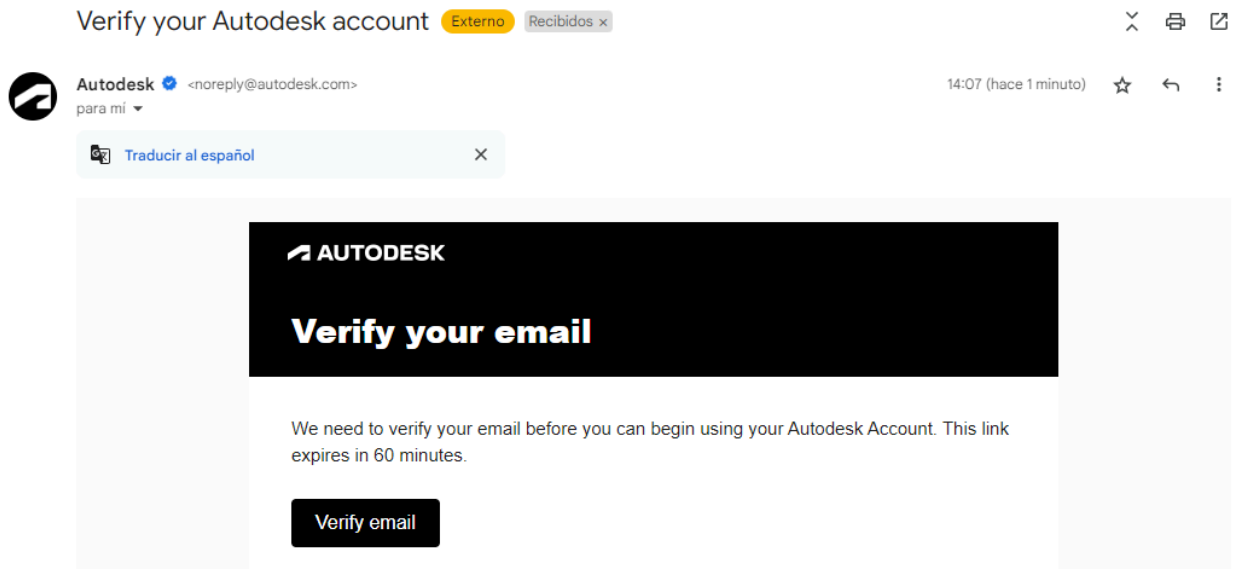 Verify your Autodesk account Externo Recibidos ×
Autodesk <noreply@autodesk.com> 14:07 (hace 1 minuto)
para mí
Traducir al español
AUTODESK
Verify your email
We need to verify your email before you can begin using your Autodesk Account. This link
expires in 60 minutes.
Verify email